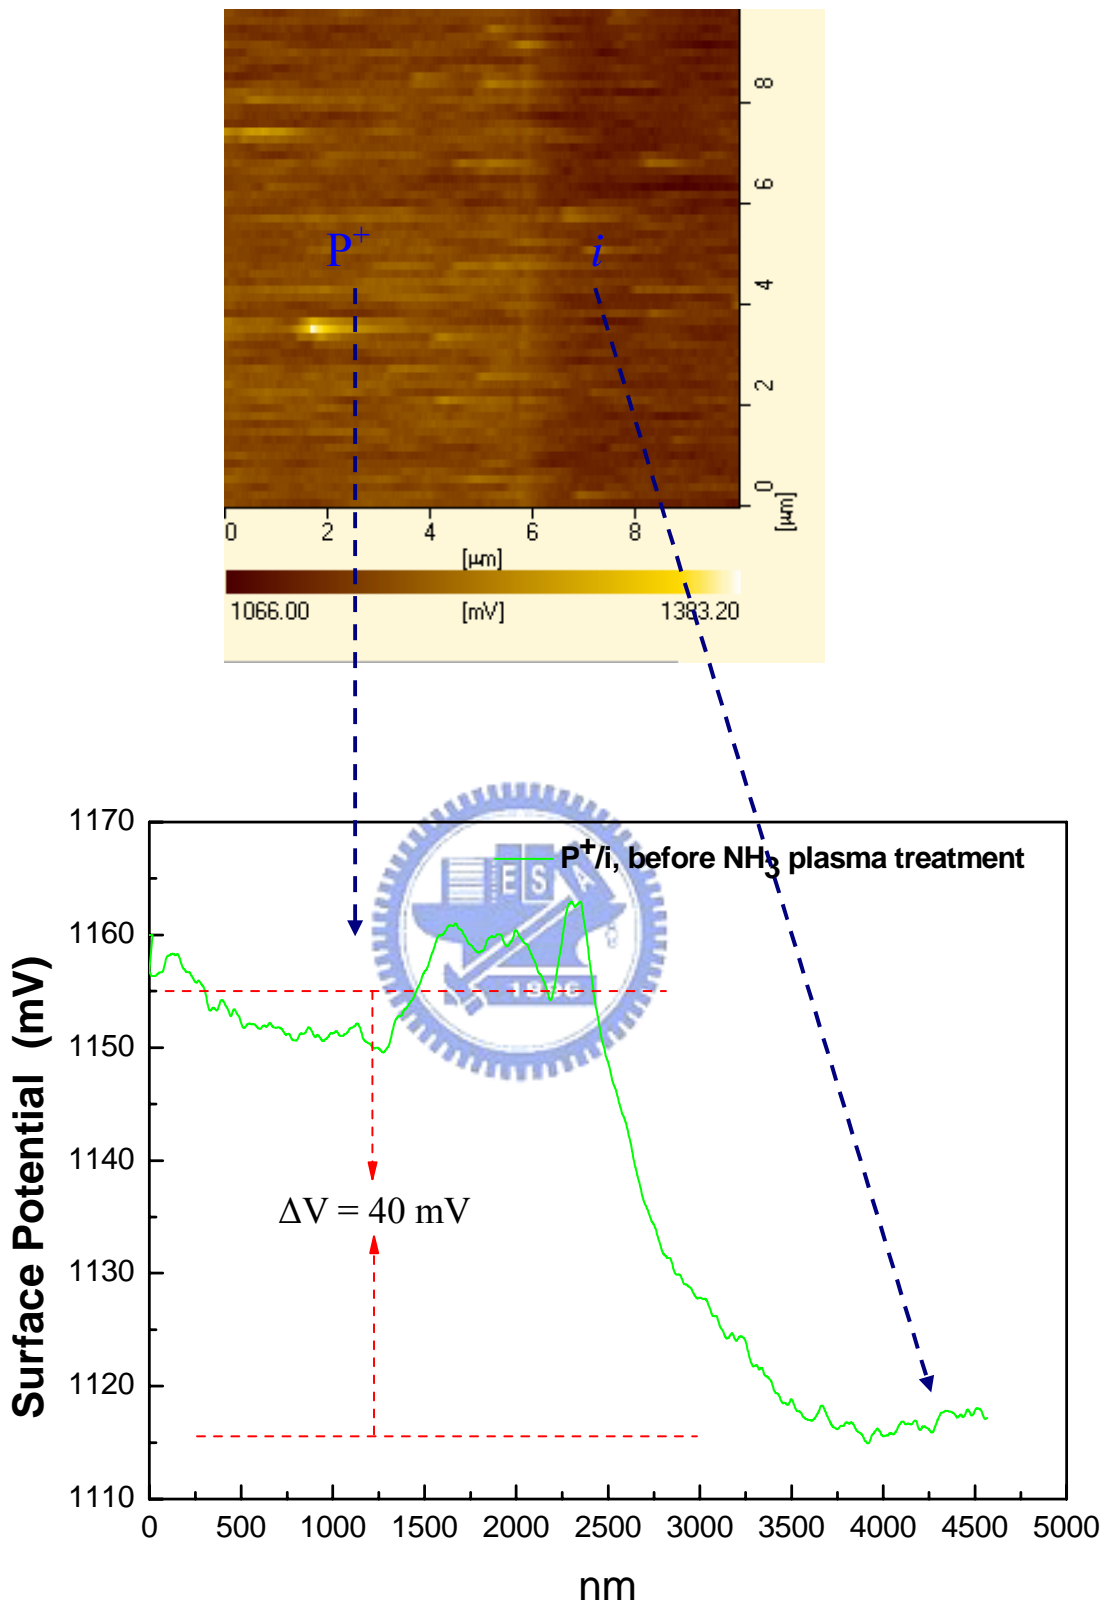 8
6
P+ i
4
2
0
[µm]
0 2 4 6 8
[µm]
1066.00 [mV] 1383.20
1170
P+/i, before NH3 plasma treatment
E S A
1160
1896
1150
Surface Potential (mV)
1140
ΔV = 40 mV
1130
1120
1110
0 500 1000 1500 2000 2500 3000 3500 4000 4500 5000
nm